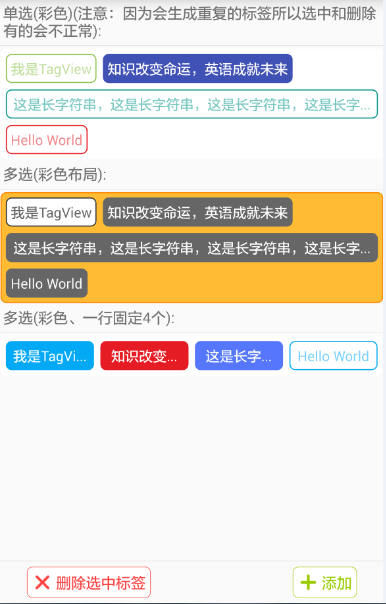 单选(彩色)(注意：因为会生成重复的标签所以选中和删除
有的会不正常):
我是TagView 知识改变命运，英语成就未来
这是长字符串，这是长字符串，这是长字符串，这是长字...
Hello World
多选(彩色布局):
我是TagView 知识改变命运，英语成就未来
这是长字符串，这是长字符串，这是长字符串，这是长字...
Hello World
多选(彩色、一行固定4个):
我是TagVi... 知识改变... 这是长字... Hello World
删除选中标签 添加